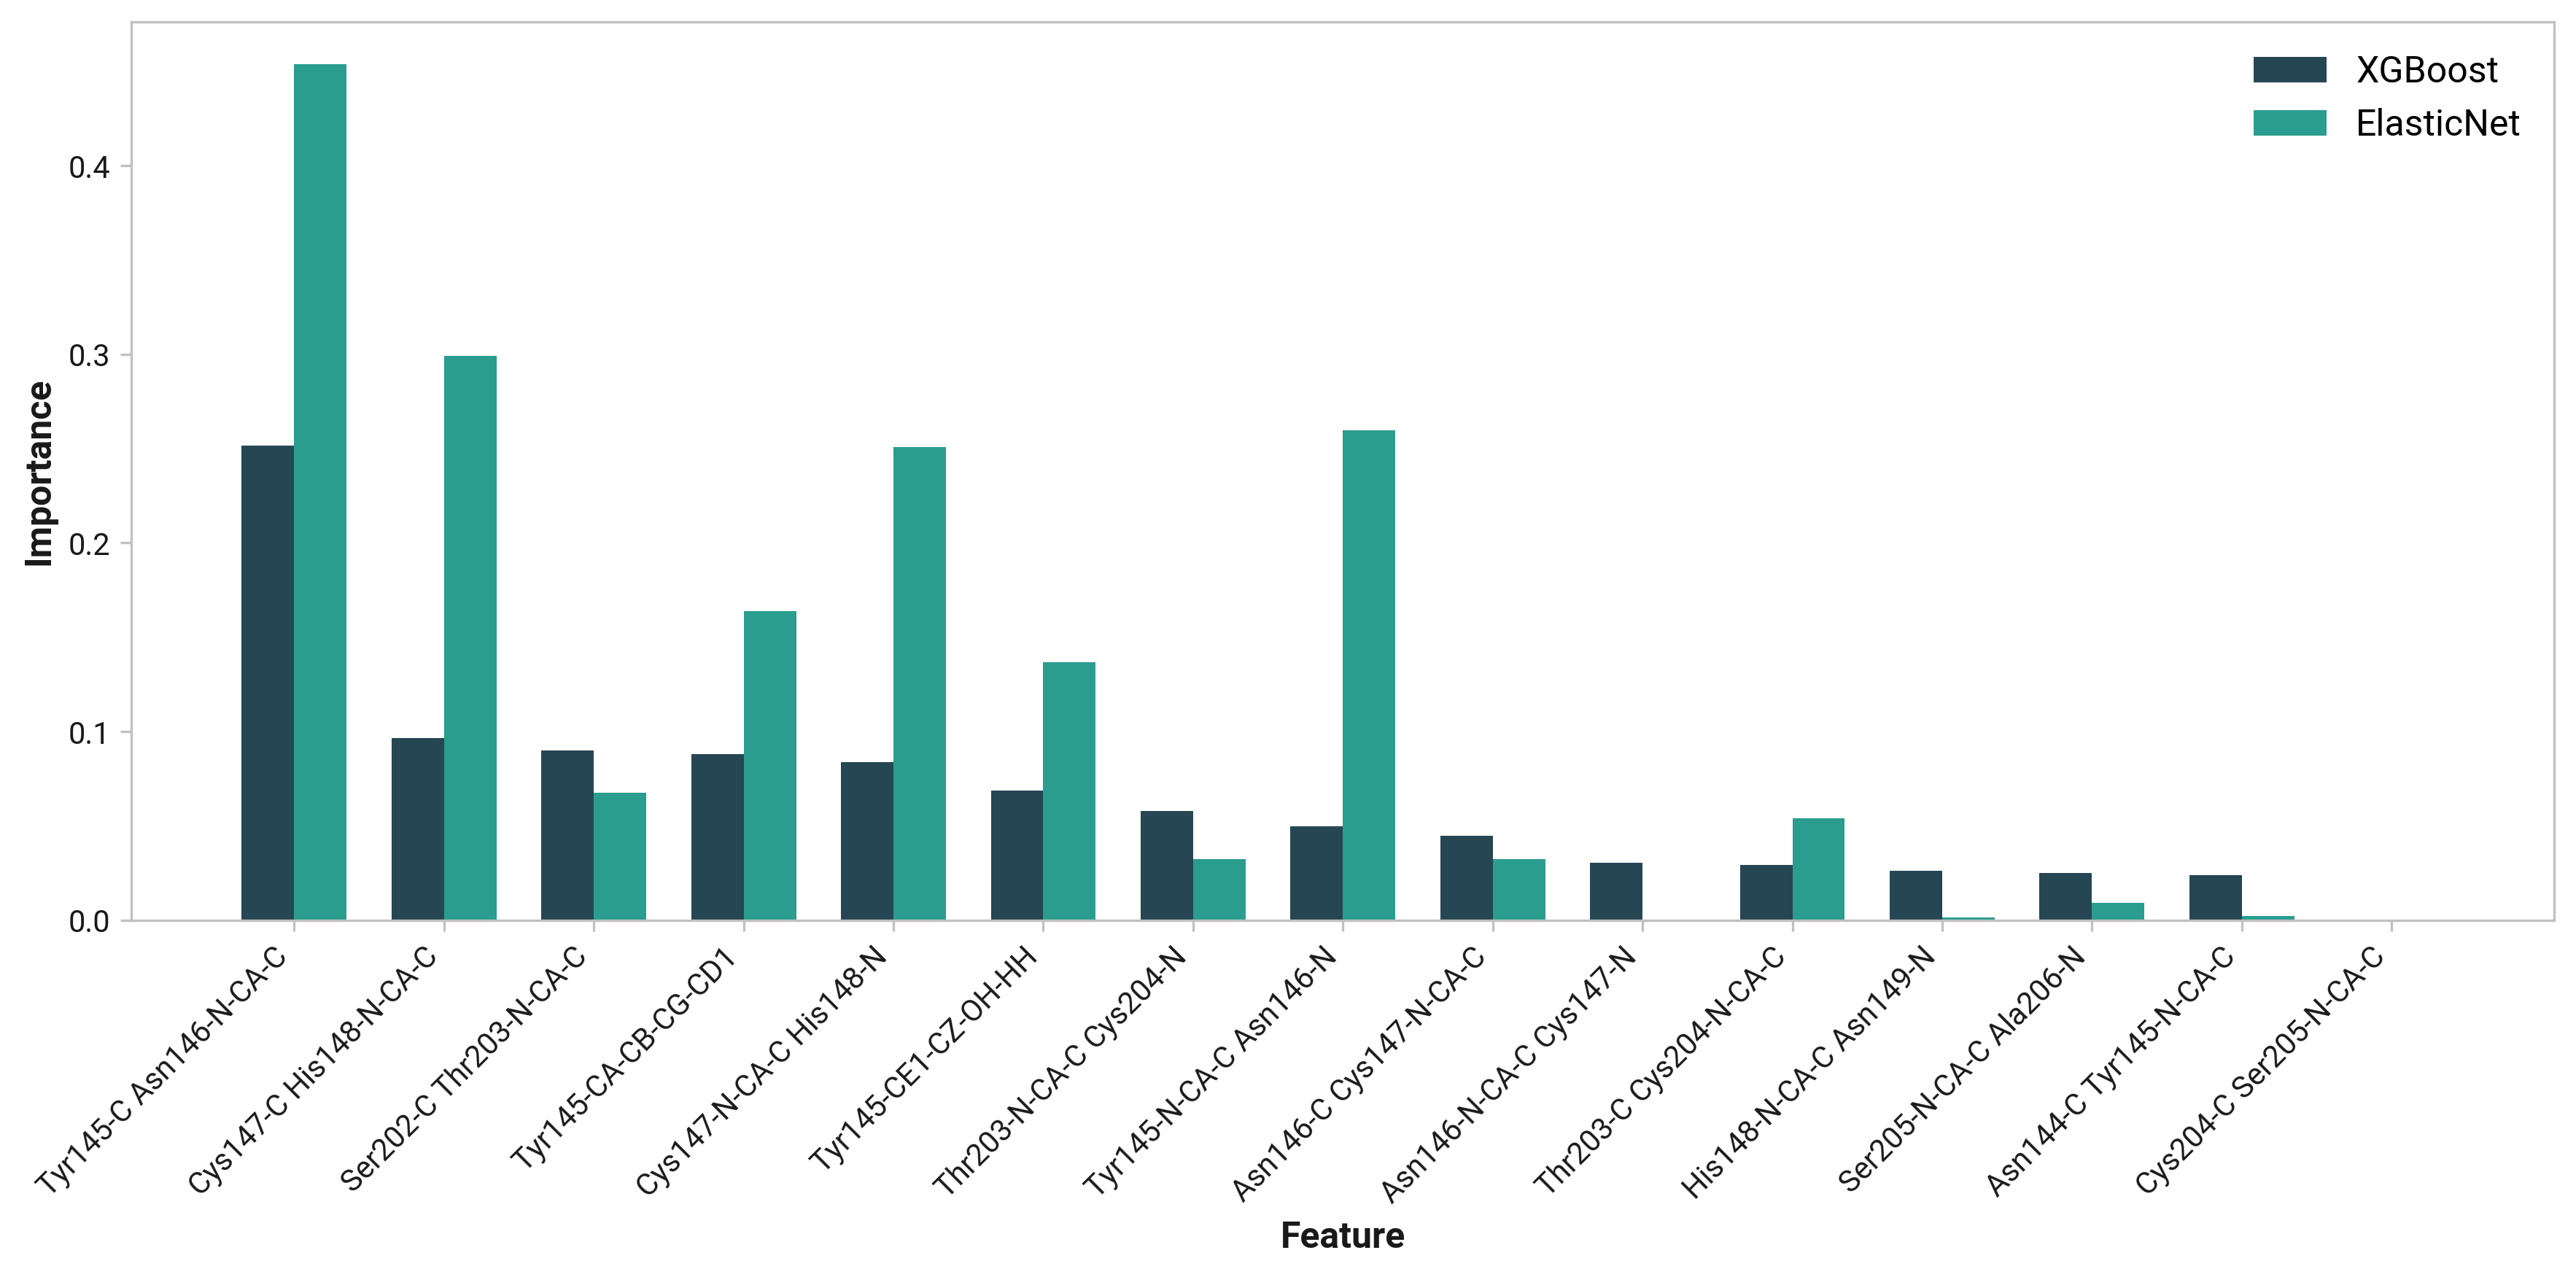 XGBoost
ElasticNet
Importance
0.4
0.3
0.2
0.1
0.0
Tyr145-C Asn146-N-CA-C
Cys147-C His148-N-CA-C
Ser202-C Thr203-N-CA-C
Tyr145-CA-CB-CG-CD1
Cys147-N-CA-C His148-N
Tyr145-CE1-CZ-OH-HH
Thr203-N-CA-C Cys204-N
Tyr145-N-CA-C Asn146-N
Asn146-C Cys147-N-CA-C
Asn146-N-CA-C Cys147-N
Thr203-C Cys204-N-CA-C
His148-N-CA-C Asn149-N
Ser205-N-CA-C Ala206-N
Asn144-C Tyr145-N-CA-C
Cys204-C Ser205-N-CA-C
Feature